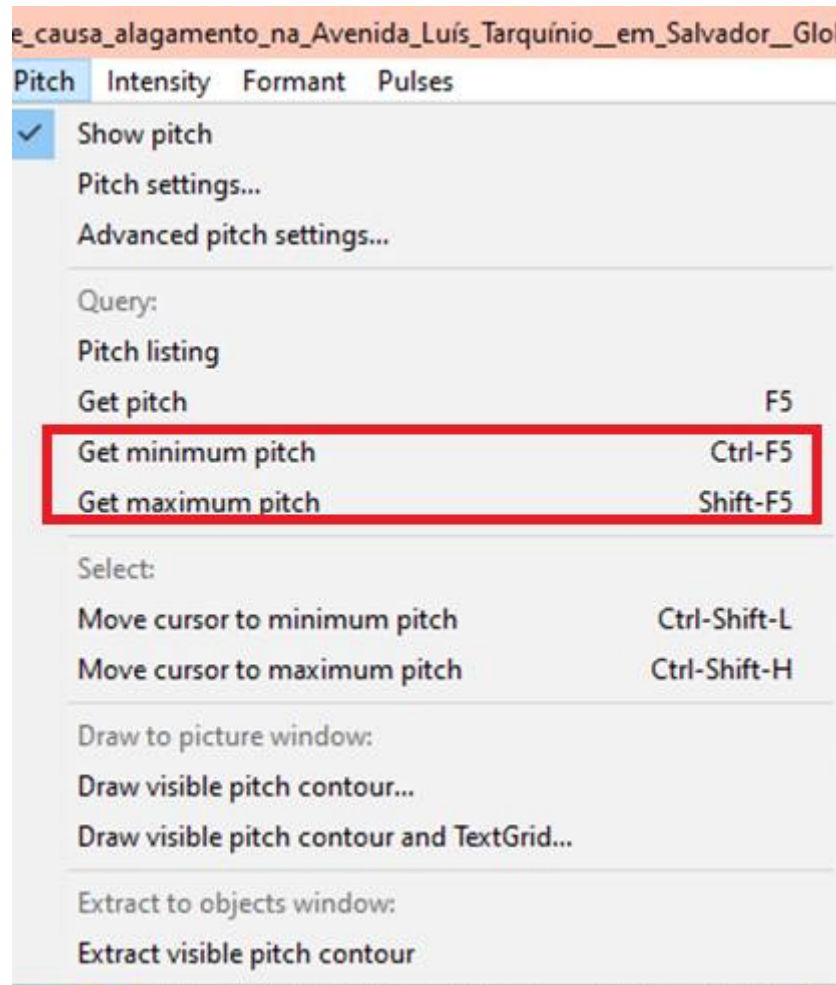 e_causa_alagamento_na_Avenida_Luís_Tarquínio__em_Salvador__Glo
Pitch Intensity Formant Pulses
Show pitch
Pitch settings...
Advanced pitch settings...
Query:
Pitch listing
Get pitch F5
Get minimum pitch Ctrl-F5
Get maximum pitch Shift-F5
Select:
Move cursor to minimum pitch Ctrl-Shift-L
Move cursor to maximum pitch Ctrl-Shift-H
Draw to picture window:
Draw visible pitch contour...
Draw visible pitch contour and TextGrid...
Extract to objects window:
Extract visible pitch contour